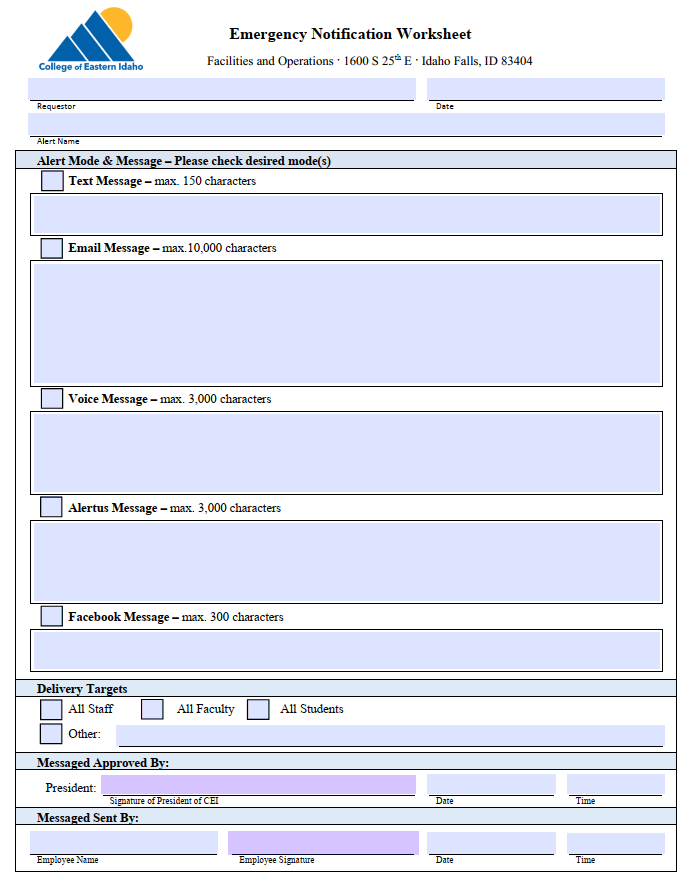 College of Eastern Idaho
Emergency Notification Worksheet
Facilities and Operations · 1600 S 25th E · Idaho Falls, ID 83404
Requestor Date
Alert Name
Alert Mode & Message – Please check desired mode(s)
Text Message – max. 150 characters
Email Message – max.10,000 characters
Voice Message – max. 3,000 characters
Alertus Message – max. 3,000 characters
Facebook Message – max. 300 characters
Delivery Targets
All Staff All Faculty All Students
Other:
Messaged Approved By:
President:
Signature of President of CEI Date Time
Messaged Sent By:
Employee Name Employee Signature Date Time